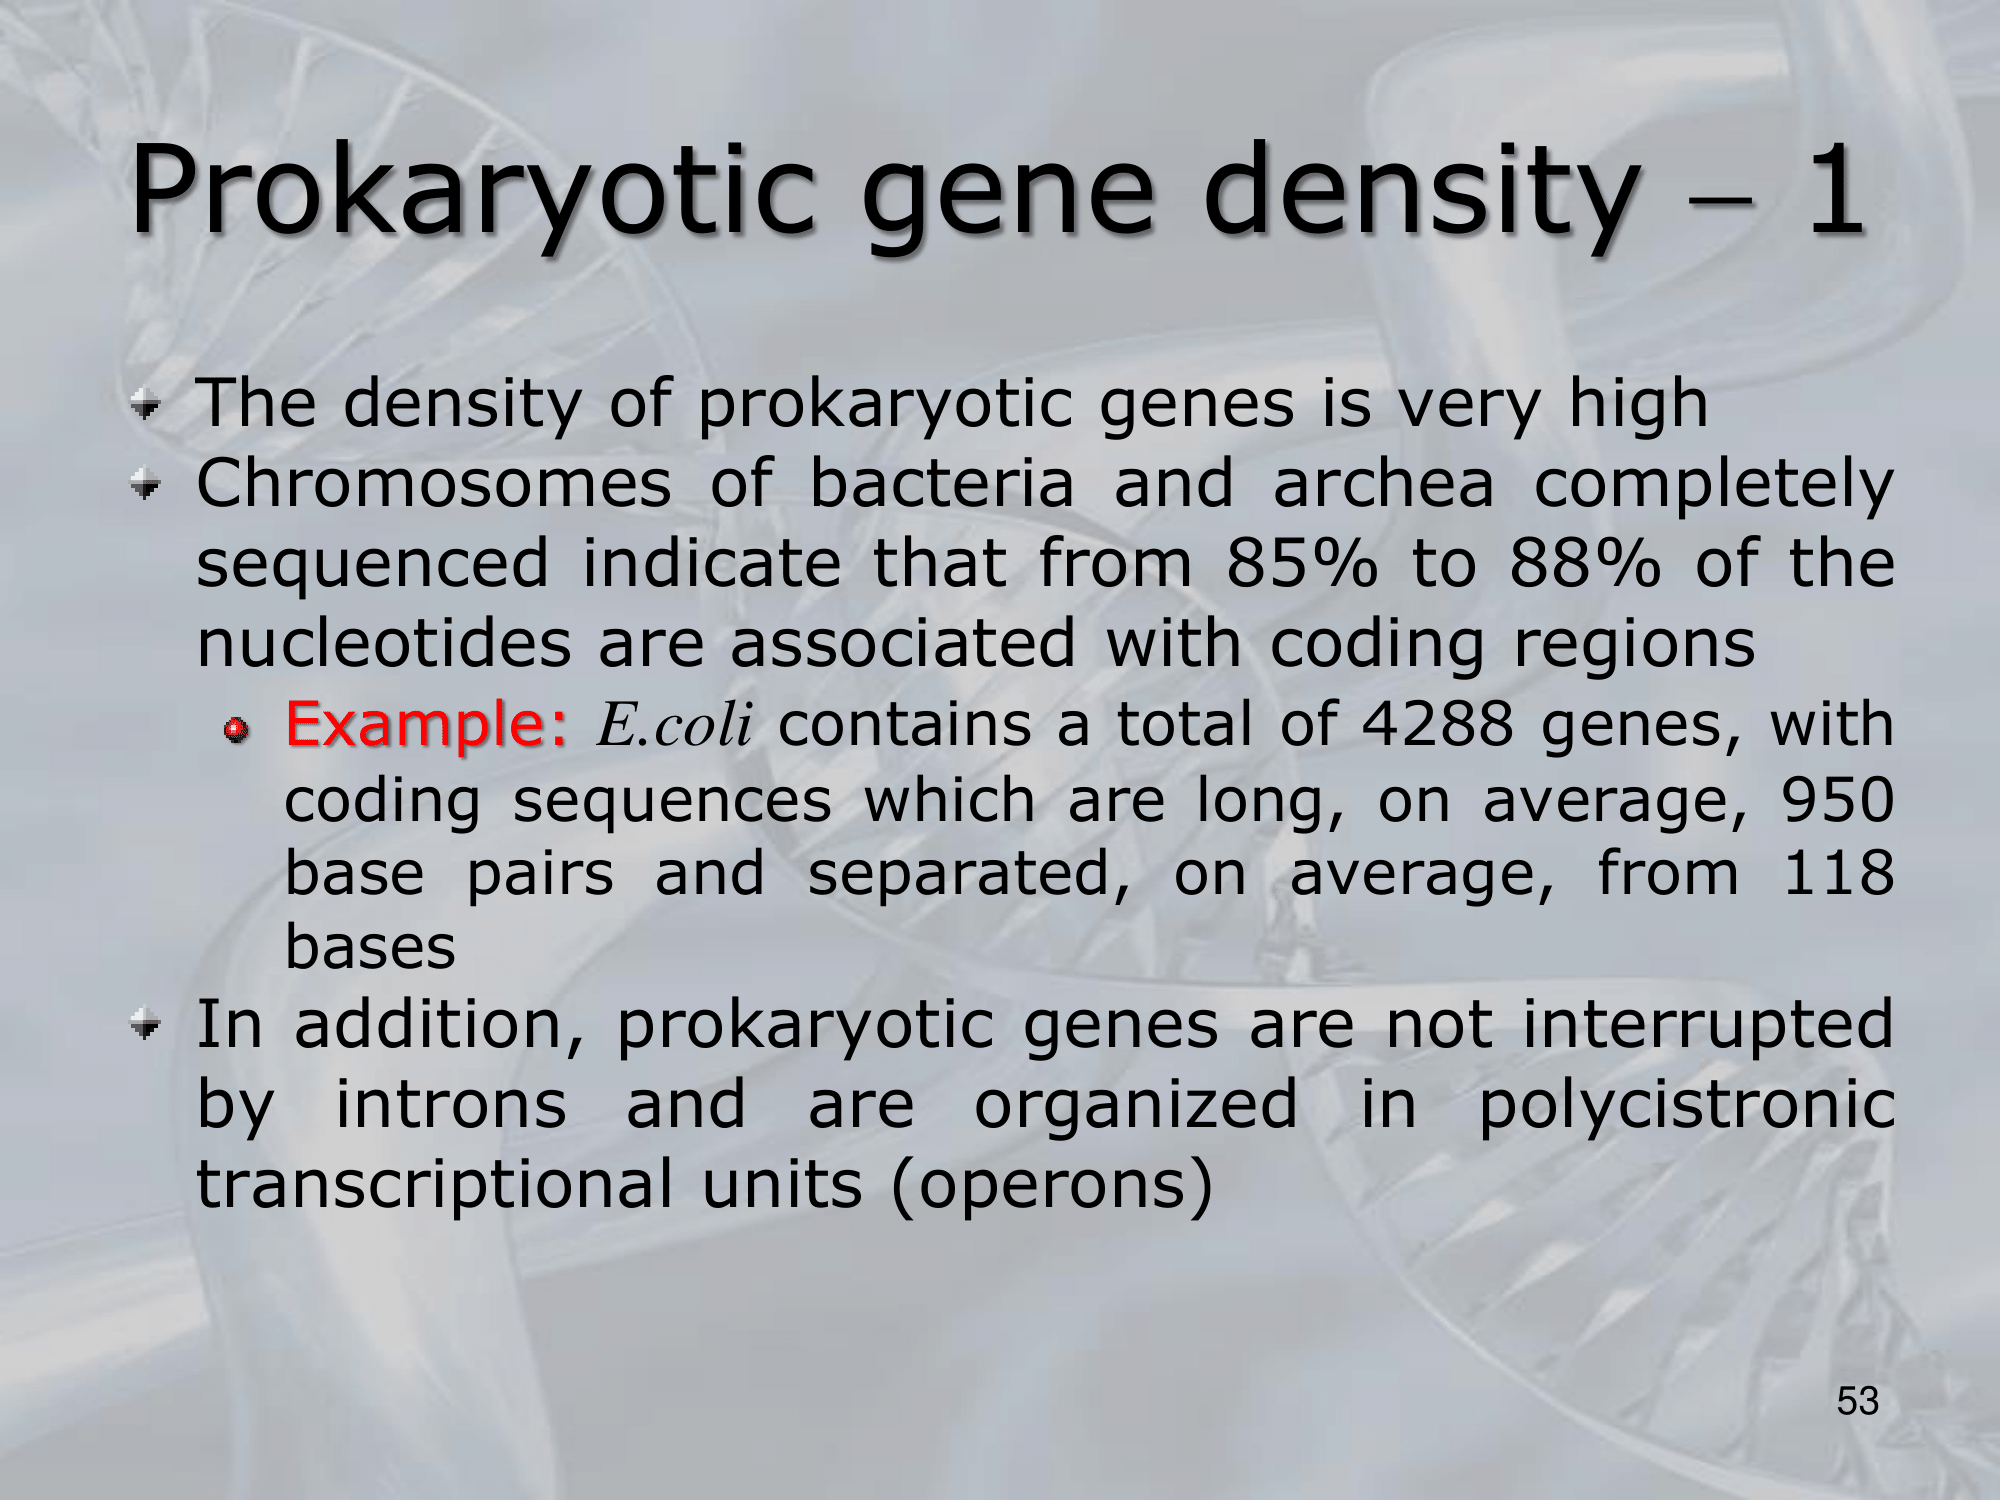 Prokaryotic gene density – 1
The density of prokaryotic genes is very high
Chromosomes of bacteria and archea completely
sequenced indicate that from 85% to 88% of the
nucleotides are associated with coding regions
Example: E.coli contains a total of 4288 genes, with
coding sequences which are long, on average, 950
base pairs and separated, on average, from 118
bases
In addition, prokaryotic genes are not interrupted
by introns and are organized in polycistronic
transcriptional units (operons)
53